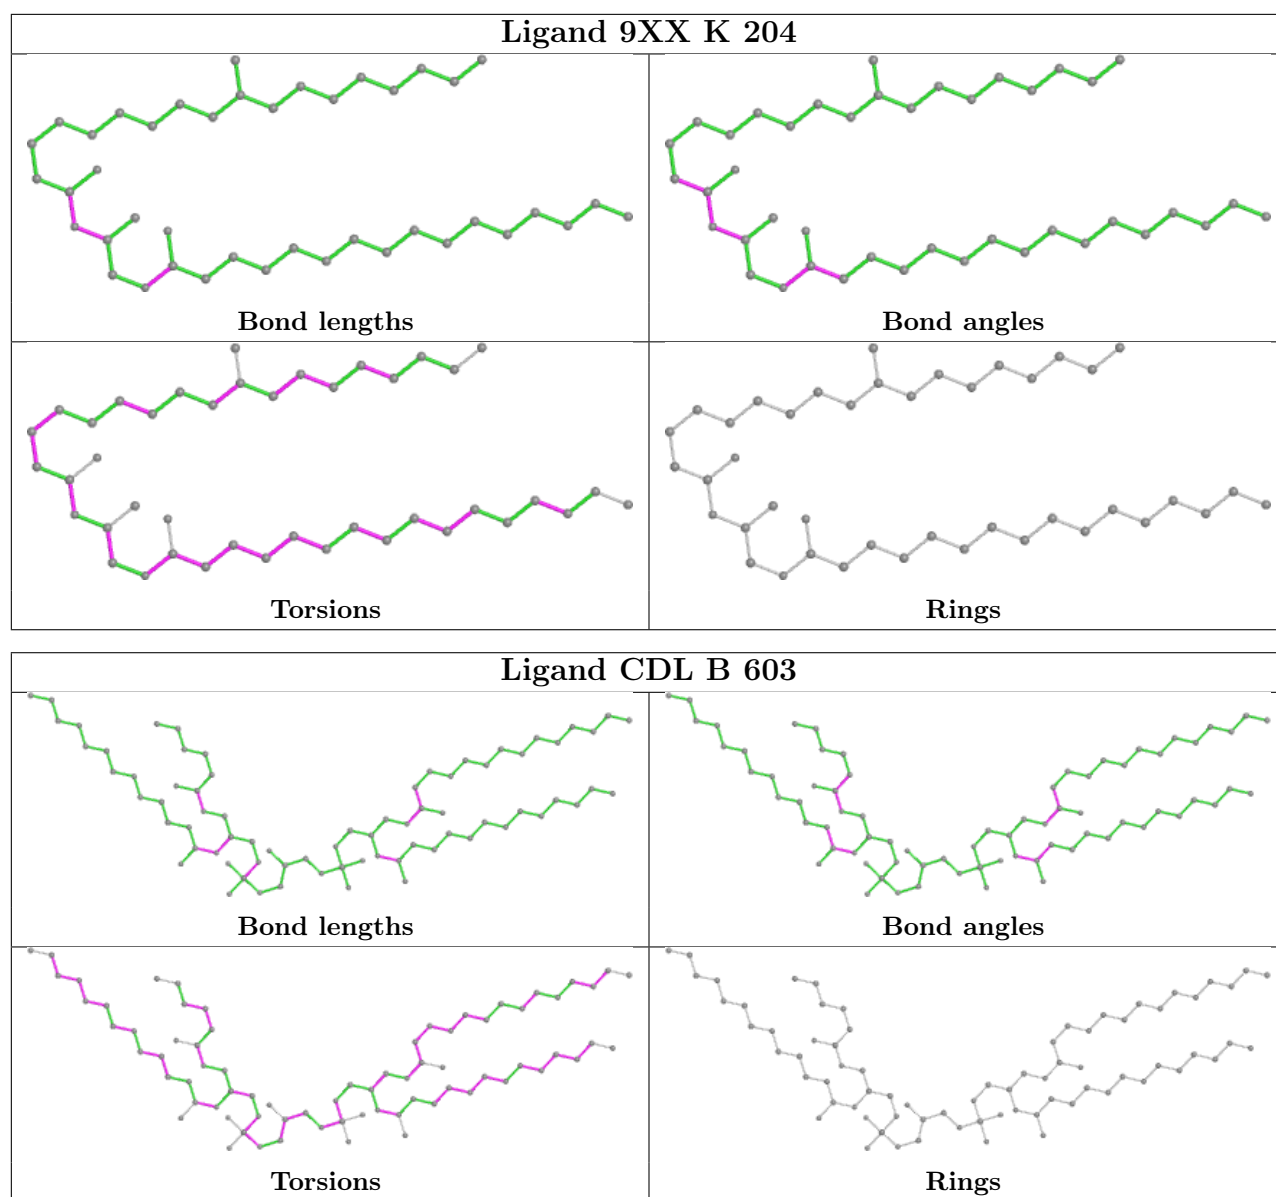 Ligand 9XX K 204
Bond lengths
Bond angles
Torsions
Rings
Ligand CDL B 603
Bond lengths
Bond angles
Torsions
Rings